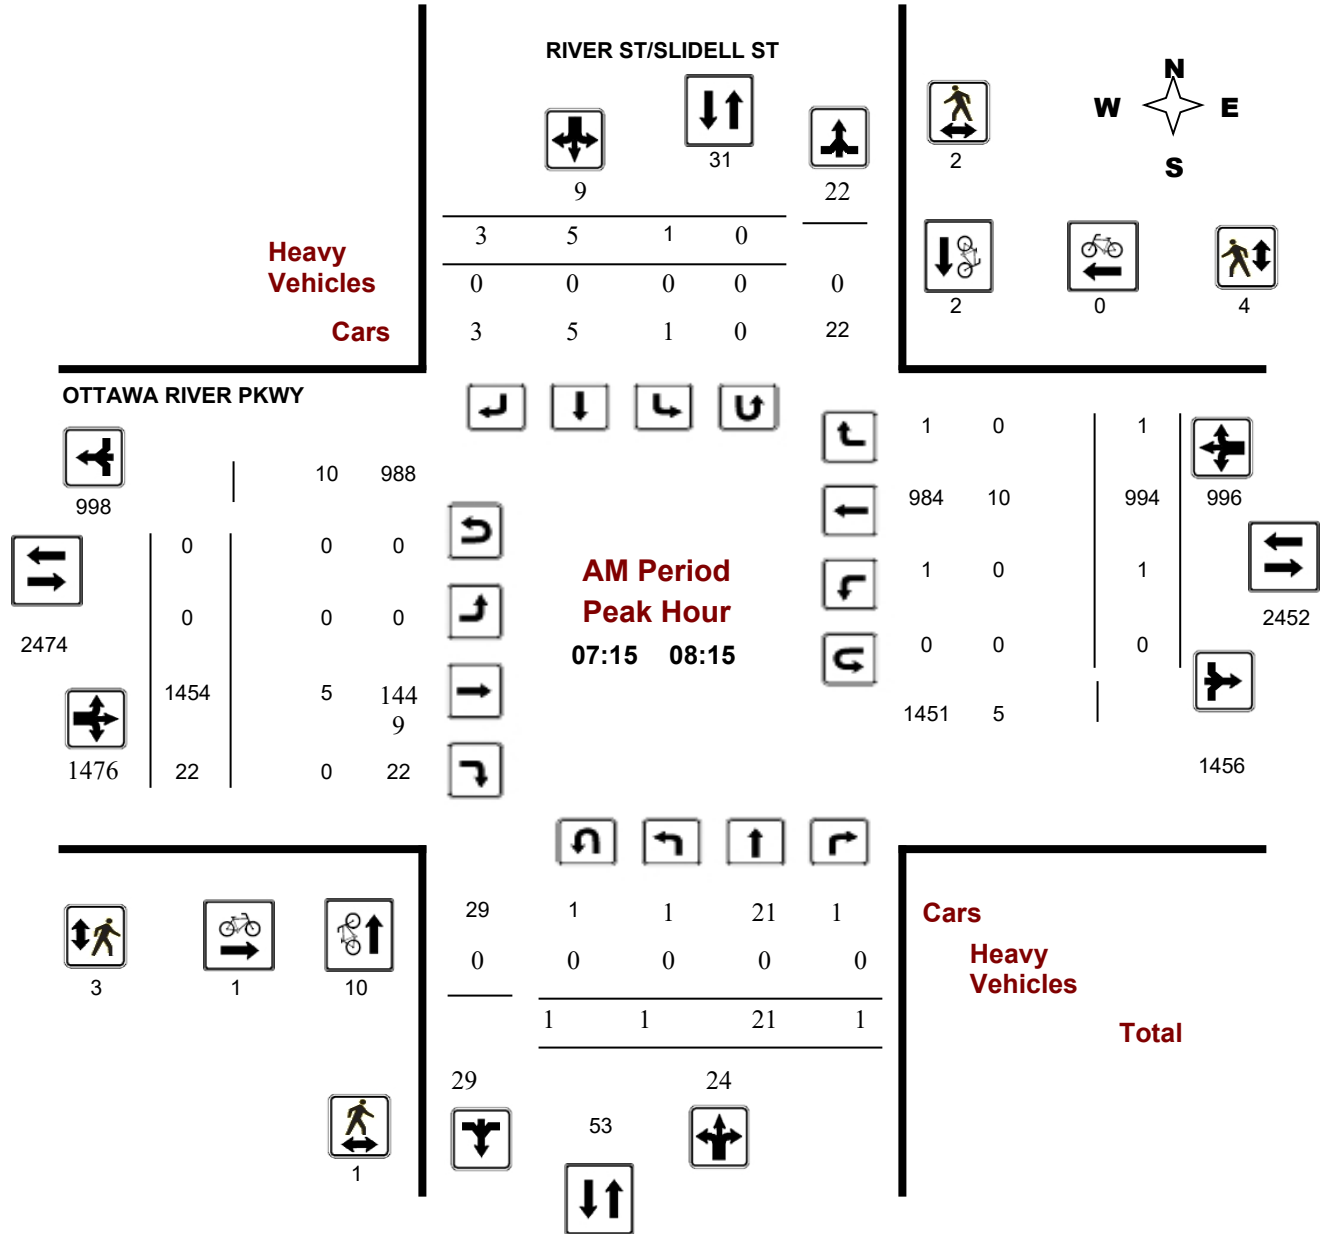 RIVER ST/SLIDELL ST
N
W E
S
31
2
9
22
3 5 1 0
Heavy
Vehicles
0 0 0 0 0
2 0 4
Cars
3 5 1 0 22
OTTAWA RIVER PKWY
1 0 1
10 988
998
984 10 994 996
0 0 0
AM Period
1 0 1
Peak Hour
0 0 0
2452
2474
07:15 08:15
0 0 0
1454 5 144
9
1451 5
1476 22 0 22
1456
29 1 1 21 1
Cars
0 0 0 0 0
Heavy
Vehicles
3 1 10
1 1 21 1
Total
29 24
53
1